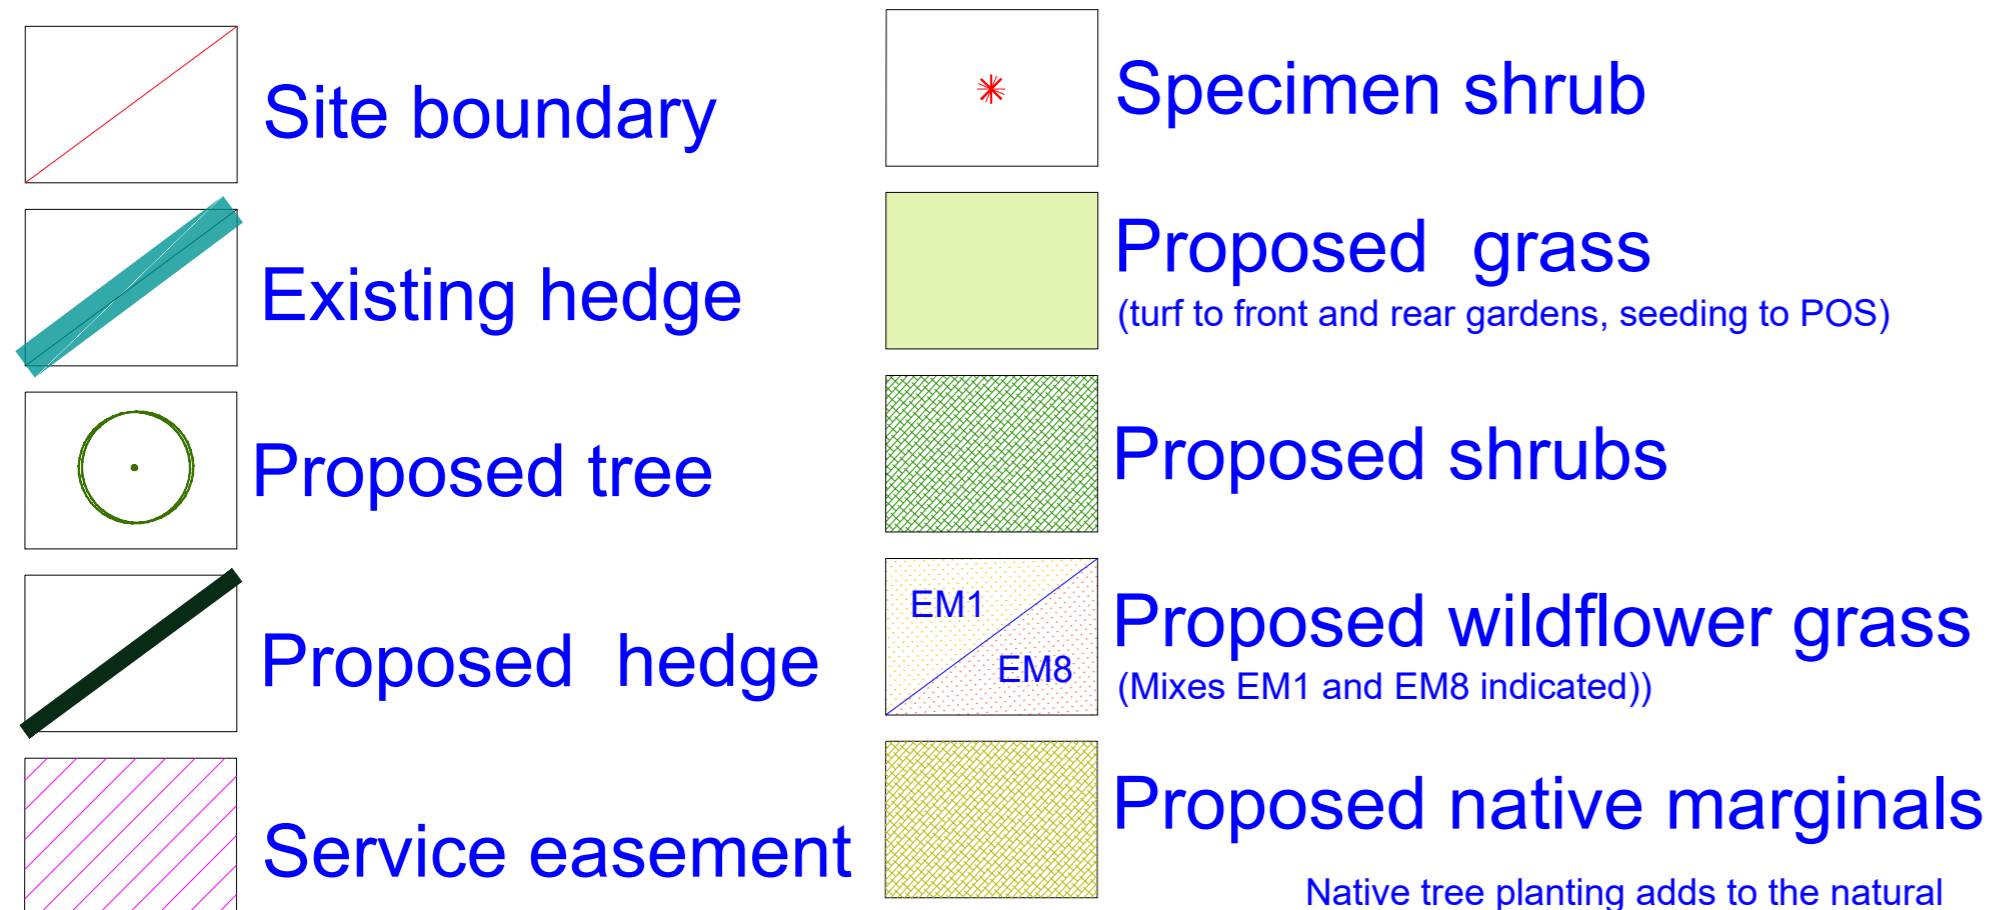 Site boundary
Existing hedge
Proposed tree
Proposed hedge
Service easement
Specimen shrub
Proposed grass
(turf to front and rear gardens, seeding to POS)
Proposed shrubs
EM1
EM8
Proposed wildflower grass
(Mixes EM1 and EM8 indicated))
Proposed native marginals
Native tree planting adds to the natural